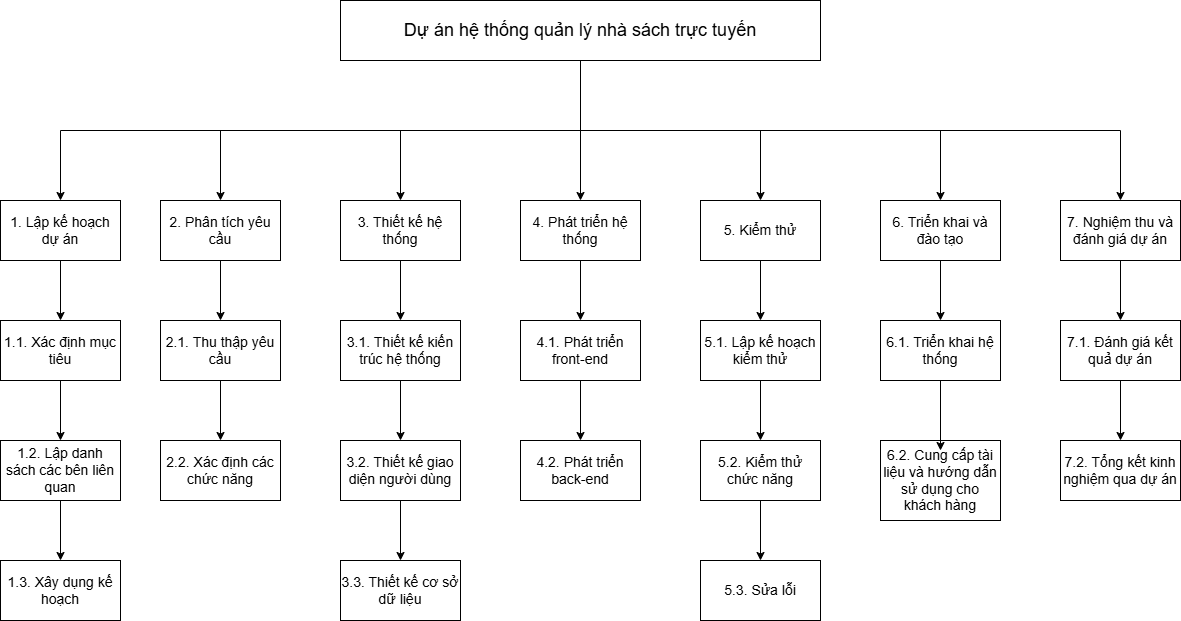 Dự án hệ thống quản lý nhà sách trực tuyến
1. Lập kế hoạch
dự án
2. Phân tích yêu
cầu
3. Thiết kế hệ
thống
4. Phát triển hệ
thống
5. Kiểm thử
6. Triển khai và
đào tạo
7. Nghiệm thu và
đánh giá dự án
1.1. Xác định mục
tiêu
2.1. Thu thập yêu
cầu
3.1. Thiết kế kiến
trúc hệ thống
4.1. Phát triển
front-end
5.1. Lập kế hoạch
kiểm thử
6.1. Triển khai hệ
thống
7.1. Đánh giá kết
quả dự án
1.2. Lập danh
sách các bên liên
quan
2.2. Xác định các
chức năng
3.2. Thiết kế giao
diện người dùng
4.2. Phát triển
back-end
5.2. Kiểm thử
chức năng
6.2. Cung cấp tài
liệu và hướng dẫn
sử dụng cho
khách hàng
7.2. Tổng kết kinh
nghiệm qua dự án
1.3. Xây dụng kế
hoạch
3.3. Thiết kế cơ sở
dữ liệu
5.3. Sửa lỗi